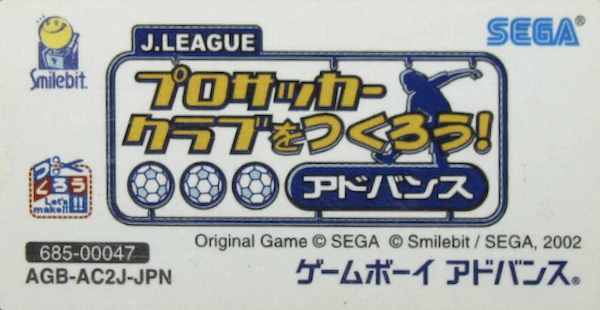 Smilebit.
J.LEAGUE
SEGA®
プロサッカー
クラブをつくろう!
アドバンス
つくろう
Let's
make!!!
Original Game © SEGA © Smilebit / SEGA, 2002
685-00047
AGB-AC2J-JPN
ゲームボーイ アドバンス®